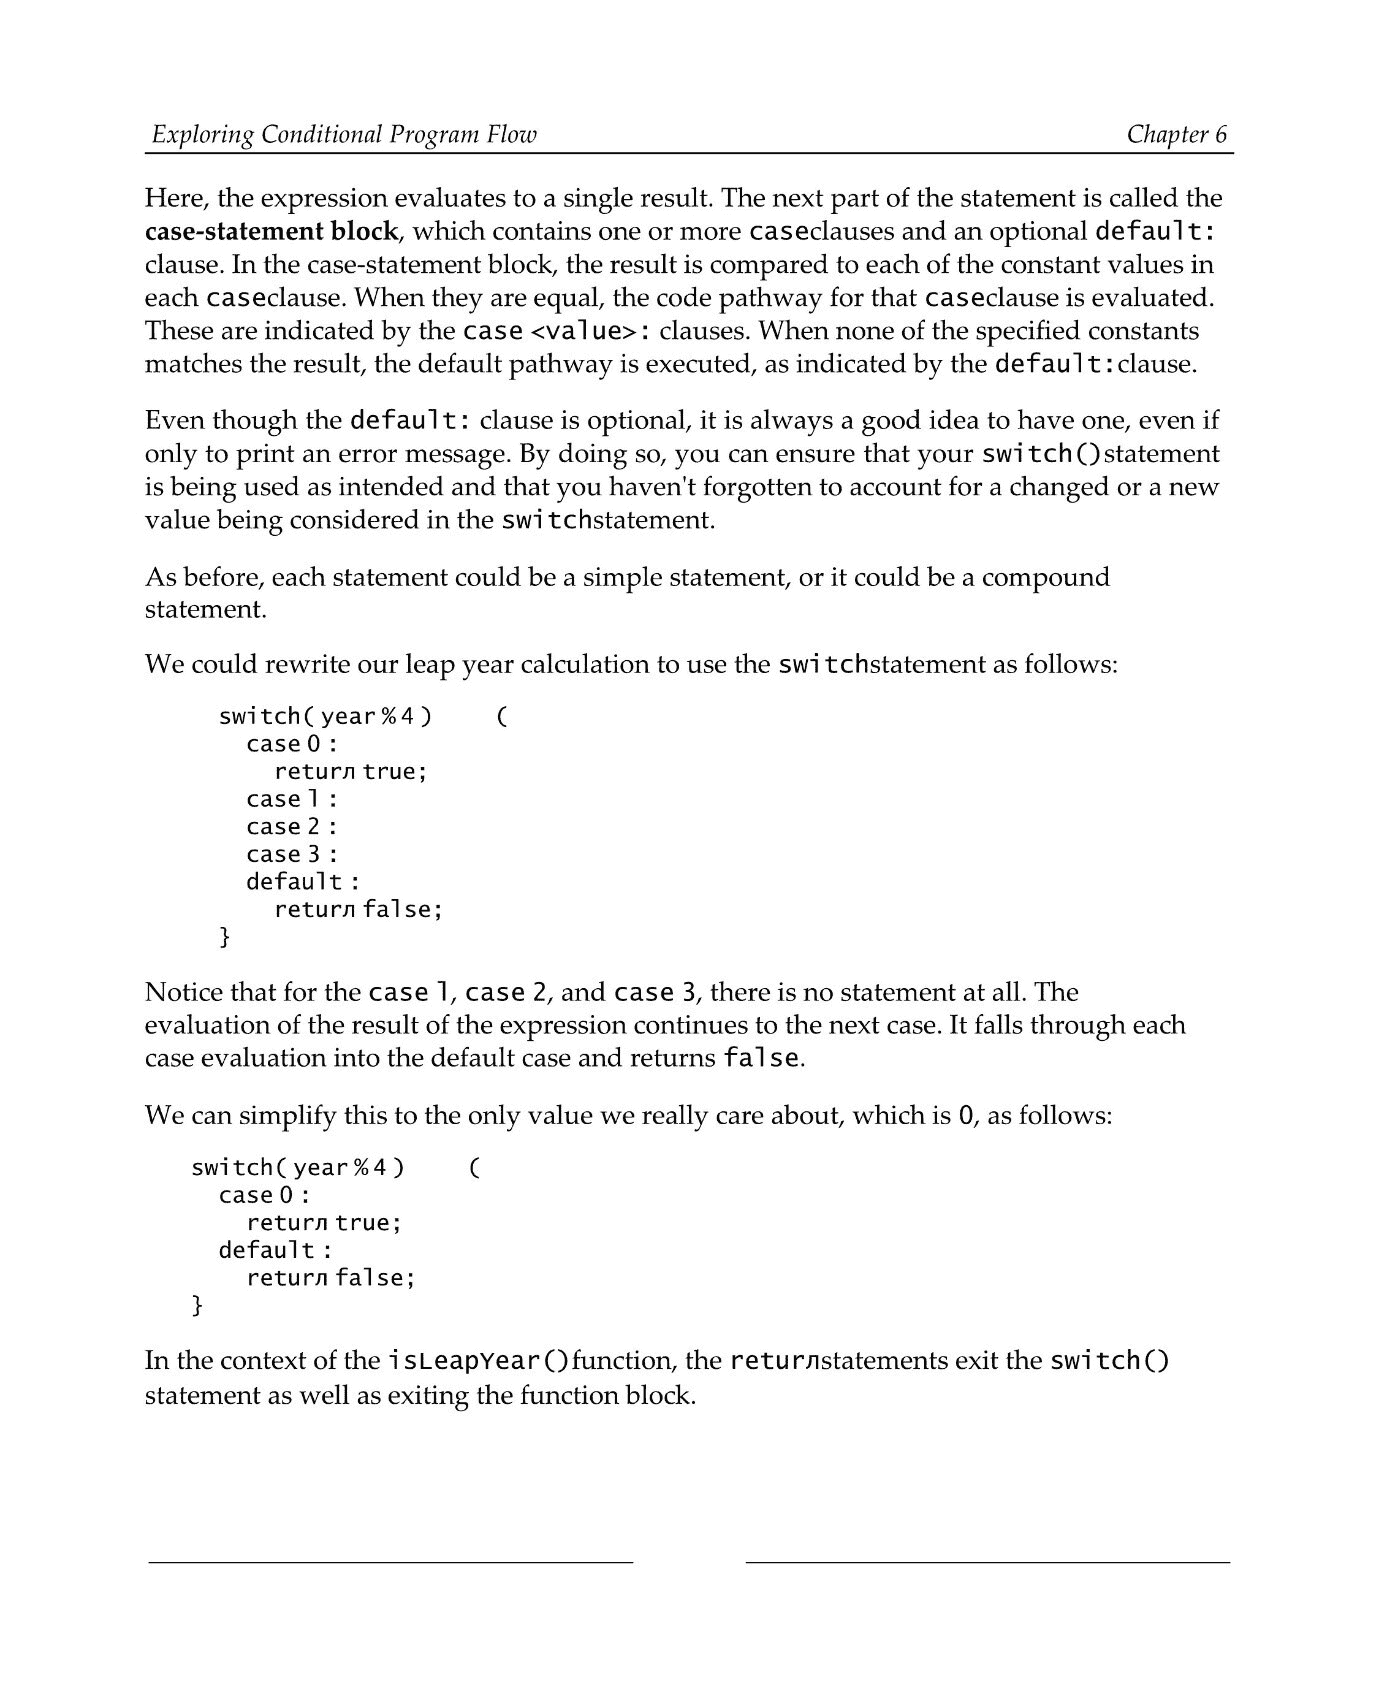 Exploring Conditional Program Flow Chapter 6
Here, the expression evaluates to a single result. The next part of the statement is called the
case-statement block, which contains one or more caseclauses and an optional default:
clause. In the case-statement block, the result is compared to each of the constant values in
each caseclause. When they are equal, the code pathway for that caseclause is evaluated.
These are indicated by the case <value>: clauses. When none of the specified constants
matches the result, the default pathway is executed, as indicated by the default:clause.
Even though the default: clause is optional, it is always a good idea to have one, even if
only to print an error message. By doing so, you can ensure that your switch()statement
is being used as intended and that you haven't forgotten to account for a changed or a new
value being considered in the switchstatement.
As before, each statement could be a simple statement, or it could be a compound
statement.
We could rewrite our leap year calculation to use the switchstatement as follows:
switch( year % 4 ) (
case 0 :
returл true;
case l :
case 2 :
case 3 :
default :
returл false;
}
Notice that for the case l, case 2, and case 3, there is no statement at all. The
evaluation of the result of the expression continues to the next case. It falls through each
case evaluation into the default case and returns false.
We can simplify this to the only value we really care about, which is 0, as follows:
switch( year % 4 ) (
case 0 :
returл true;
default :
returл false;
}
In the context of the isLeapYear()function, the returлstatements exit the switch()
statement as well as exiting the function block.